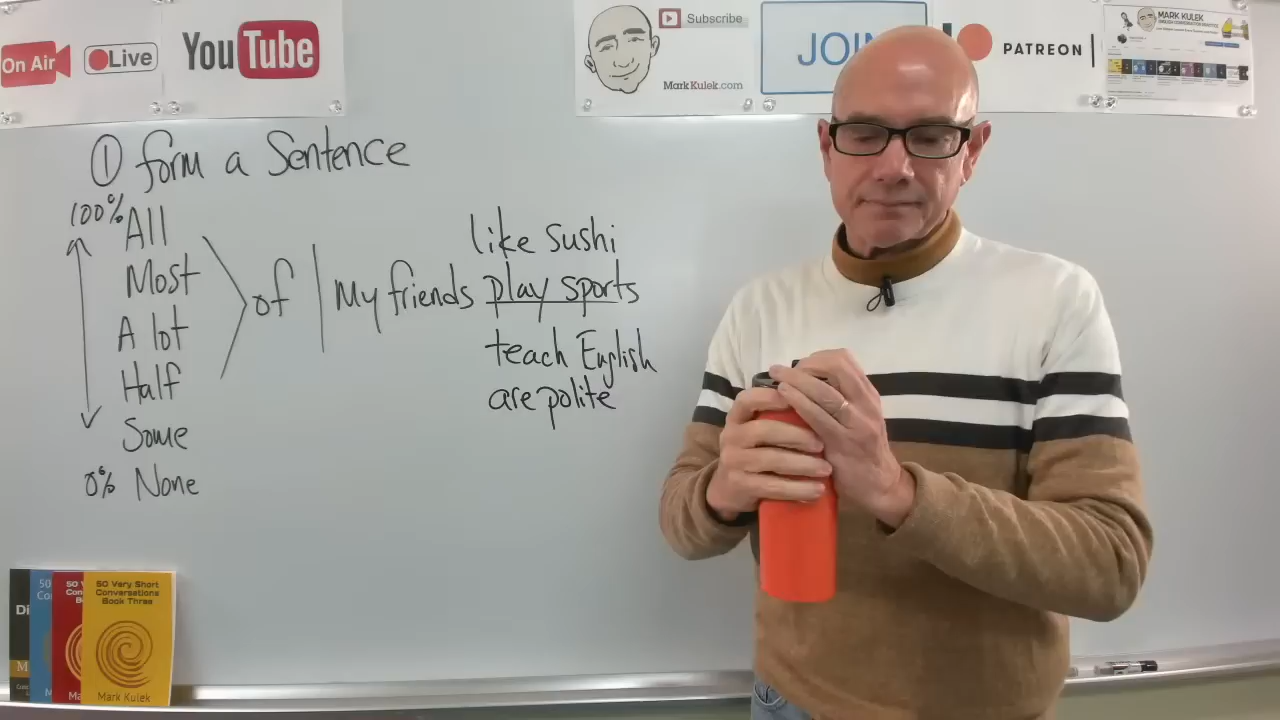 On Air
Live
YouTube
Subscribe
MarkKulek.com
JOIN
PATREON
MARK KULEK
① form a Sentence
100% All
Most
A lot
Half
Some
0% None
of
My friends
like sushi
play sports
teach English
are polite
50 Very Short
Conversations
Book Three
Mark Kulek